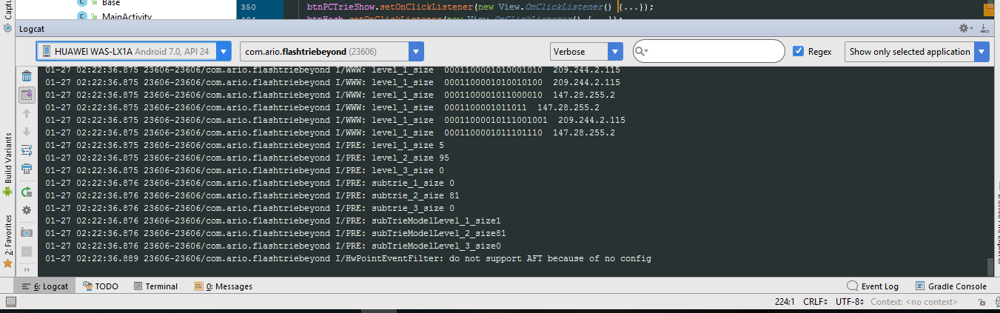 Base
MainActivity
350 btnPCTrieShow.setOnClickListener(new View.OnClickListener() {...});
btnHash.setOnClickListener(new View.OnClickListener() {...});
Logcat
HUAWEI WAS-LX1A Android 7.0, API 24 com.ario.flashtriebeyond (23606) Verbose Regex Show only selected application
01-27 02:22:36.875 23606-23606/com.ario.flashtriebeyond I/WWW: level_1_size 00011000001010001010 209.244.2.115
01-27 02:22:36.875 23606-23606/com.ario.flashtriebeyond I/WWW: level_1_size 00011000001010010100 209.244.2.115
01-27 02:22:36.875 23606-23606/com.ario.flashtriebeyond I/WWW: level_1_size 00011000001011000010 147.28.255.2
01-27 02:22:36.875 23606-23606/com.ario.flashtriebeyond I/WWW: level_1_size 00011000001011011 147.28.255.2
01-27 02:22:36.875 23606-23606/com.ario.flashtriebeyond I/WWW: level_1_size 000110000010111001001 209.244.2.115
01-27 02:22:36.875 23606-23606/com.ario.flashtriebeyond I/WWW: level_1_size 00011000001011101110 147.28.255.2
01-27 02:22:36.875 23606-23606/com.ario.flashtriebeyond I/PRE: level_1_size 5
01-27 02:22:36.875 23606-23606/com.ario.flashtriebeyond I/PRE: level_2_size 95
01-27 02:22:36.875 23606-23606/com.ario.flashtriebeyond I/PRE: level_3_size 0
01-27 02:22:36.876 23606-23606/com.ario.flashtriebeyond I/PRE: subtrie_1_size 0
01-27 02:22:36.876 23606-23606/com.ario.flashtriebeyond I/PRE: subtrie_2_size 81
01-27 02:22:36.876 23606-23606/com.ario.flashtriebeyond I/PRE: subtrie_3_size 0
01-27 02:22:36.876 23606-23606/com.ario.flashtriebeyond I/PRE: subTrieModelLevel_1_size1
01-27 02:22:36.876 23606-23606/com.ario.flashtriebeyond I/PRE: subTrieModelLevel_2_size81
01-27 02:22:36.876 23606-23606/com.ario.flashtriebeyond I/PRE: subTrieModelLevel_3_size0
01-27 02:22:36.889 23606-23606/com.ario.flashtriebeyond I/HwPointEventFilter: do not support AFT because of no config
Build Variants
2: Favorites
6: Logcat TODO Terminal 0: Messages Event Log Gradle Console
224:1 CRLF UTF-8 Context: <no context>